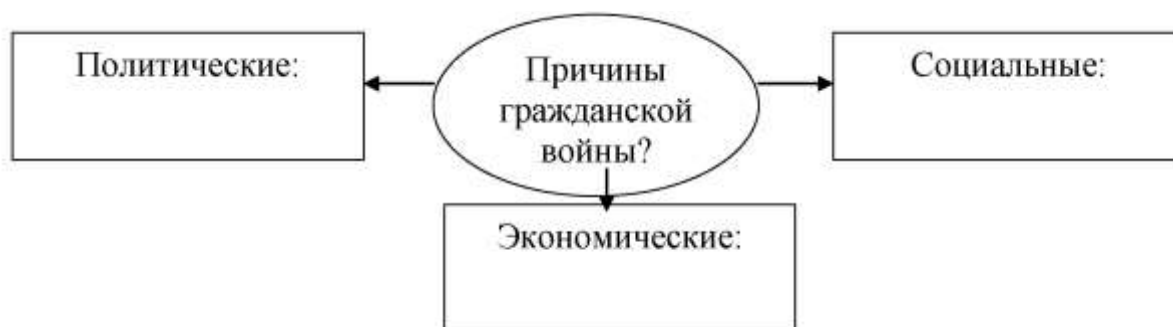 Политические:
Причины
гражданской
войны?
Социальные:
Экономические: